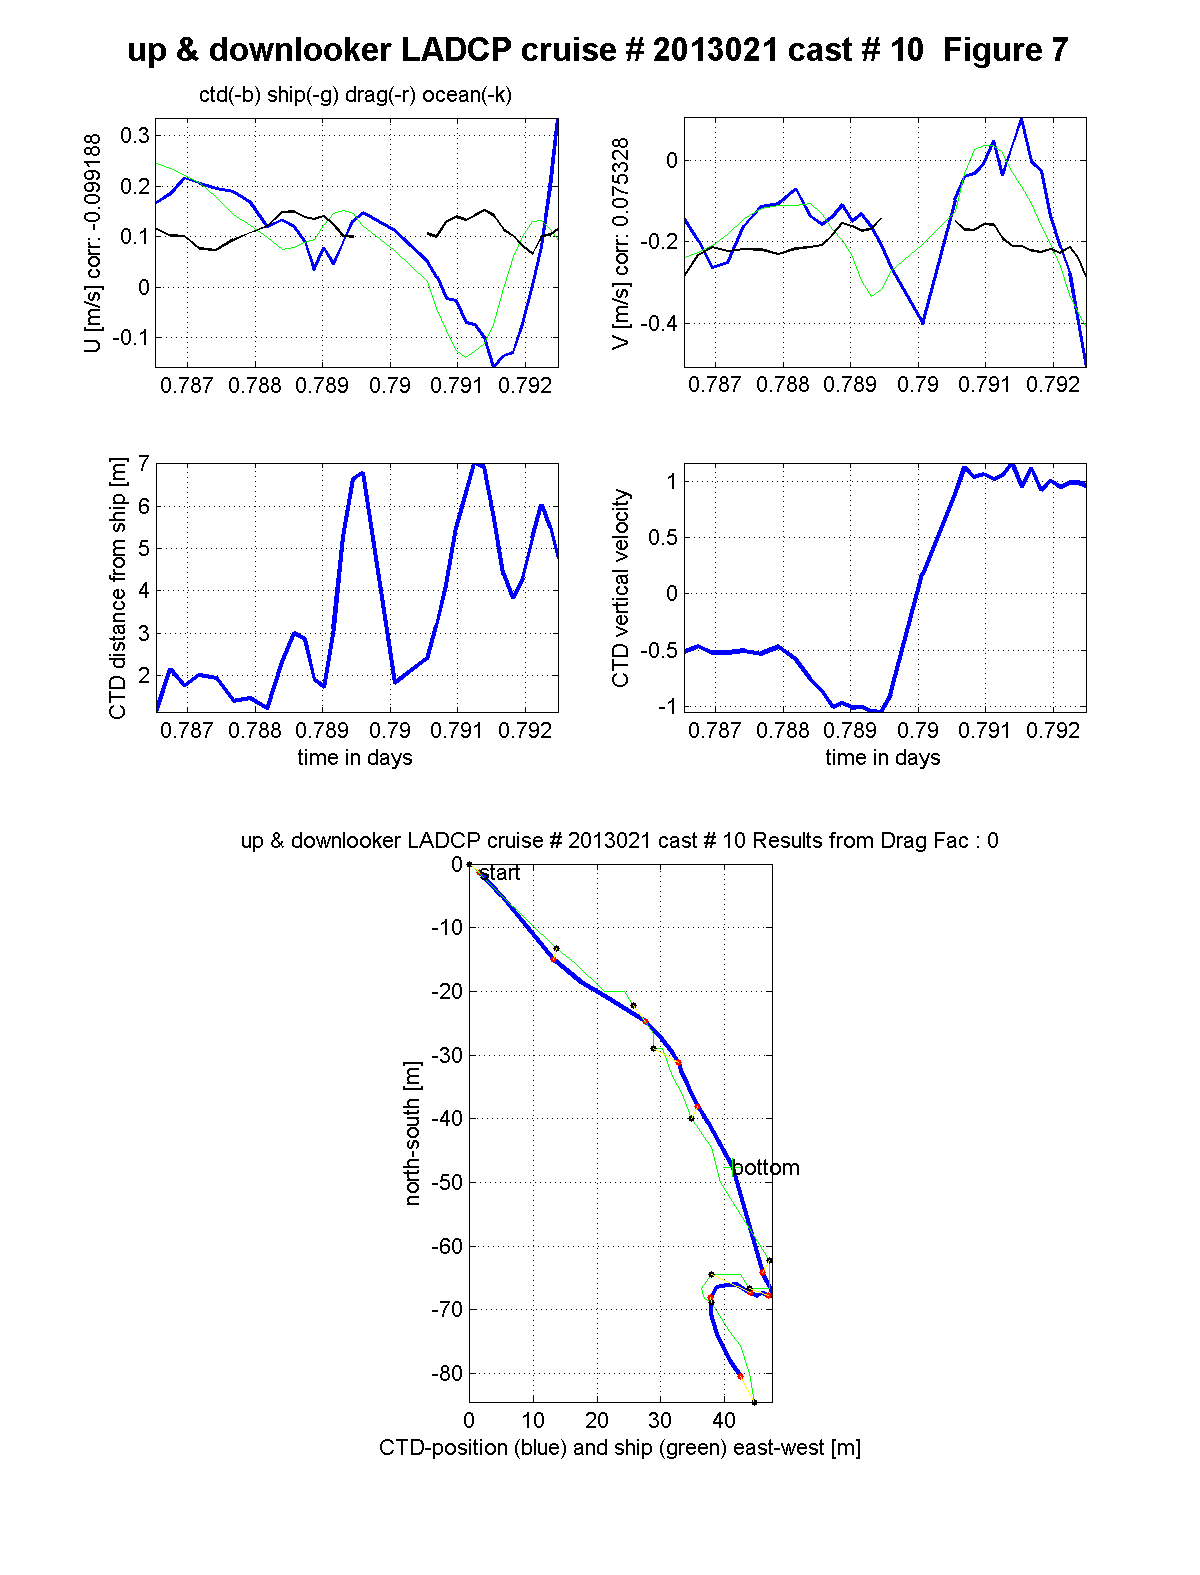 up & downlooker LADCP cruise # 2013021 cast # 10  Figure 7
ctd(-b) ship(-g) drag(-r) ocean(-k)
U [m/s] corr: -0.099188
0.3
0.2
0.1
0
-0.1
0.787 0.788 0.789 0.79 0.791 0.792
V [m/s] corr: 0.075328
0
-0.2
-0.4
0.787 0.788 0.789 0.79 0.791 0.792
CTD distance from ship [m]
7
6
5
4
3
2
0.787 0.788 0.789 0.79 0.791 0.792
time in days
CTD vertical velocity
1
0.5
0
-0.5
-1
0.787 0.788 0.789 0.79 0.791 0.792
time in days
up & downlooker LADCP cruise # 2013021 cast # 10 Results from Drag Fac : 0
north-south [m]
0
-10
-20
-30
-40
-50
-60
-70
-80
start
bottom
0 10 20 30 40
CTD-position (blue) and ship (green) east-west [m]